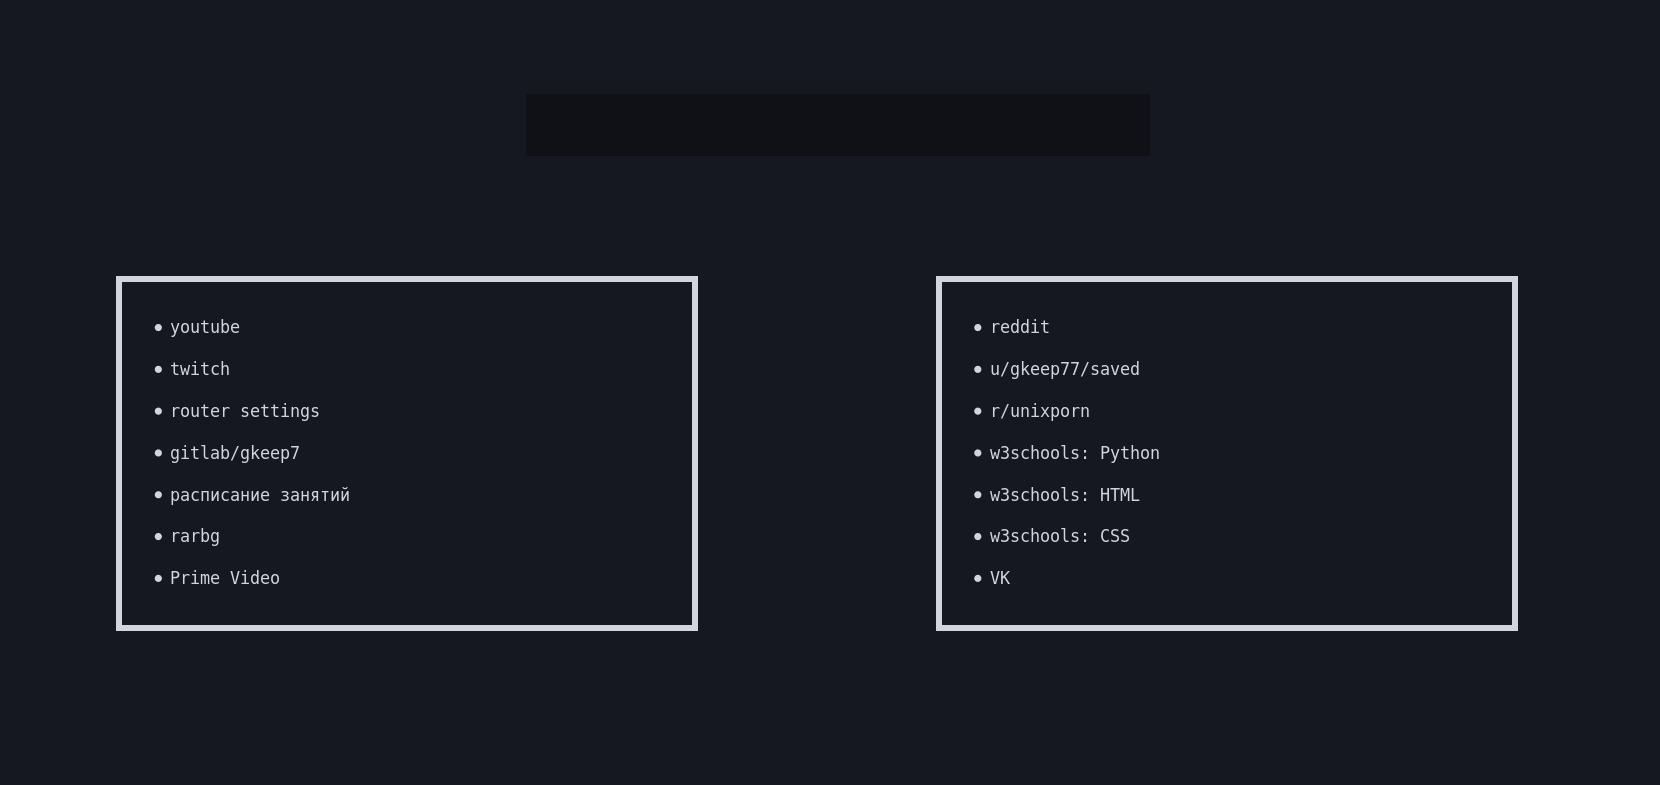 youtube
twitch
router settings
gitlab/gkeep7
расписание занятий
rarbg
Prime Video
reddit
u/gkeep77/saved
r/unixporn
w3schools: Python
w3schools: HTML
w3schools: CSS
VK